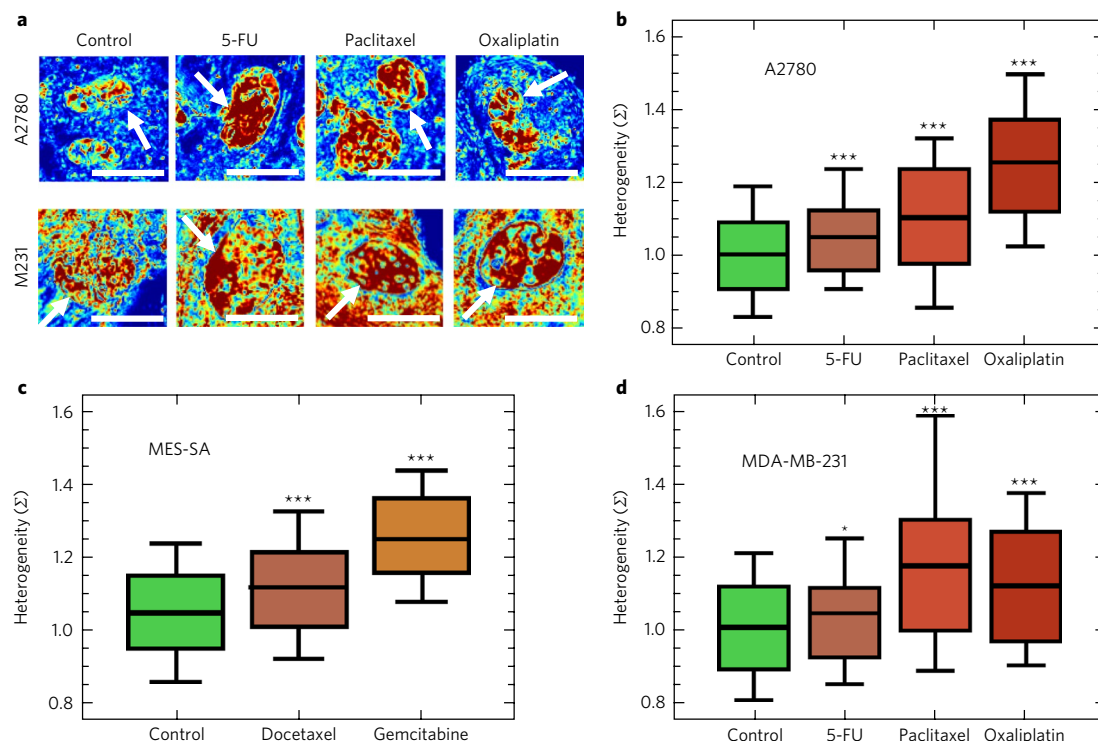 a
Control 5-FU Paclitaxel Oxaliplatin
A2780
M231
b
1.6
1.4
1.2
1.0
0.8
Heterogeneity (Σ)
A2780
***
***
***
Control 5-FU Paclitaxel Oxaliplatin
c
1.6
1.4
1.2
1.0
0.8
Heterogeneity (Σ)
MES-SA
***
***
Control Docetaxel Gemcitabine
d
1.6
1.4
1.2
1.0
0.8
Heterogeneity (Σ)
MDA-MB-231
*
***
***
Control 5-FU Paclitaxel Oxaliplatin